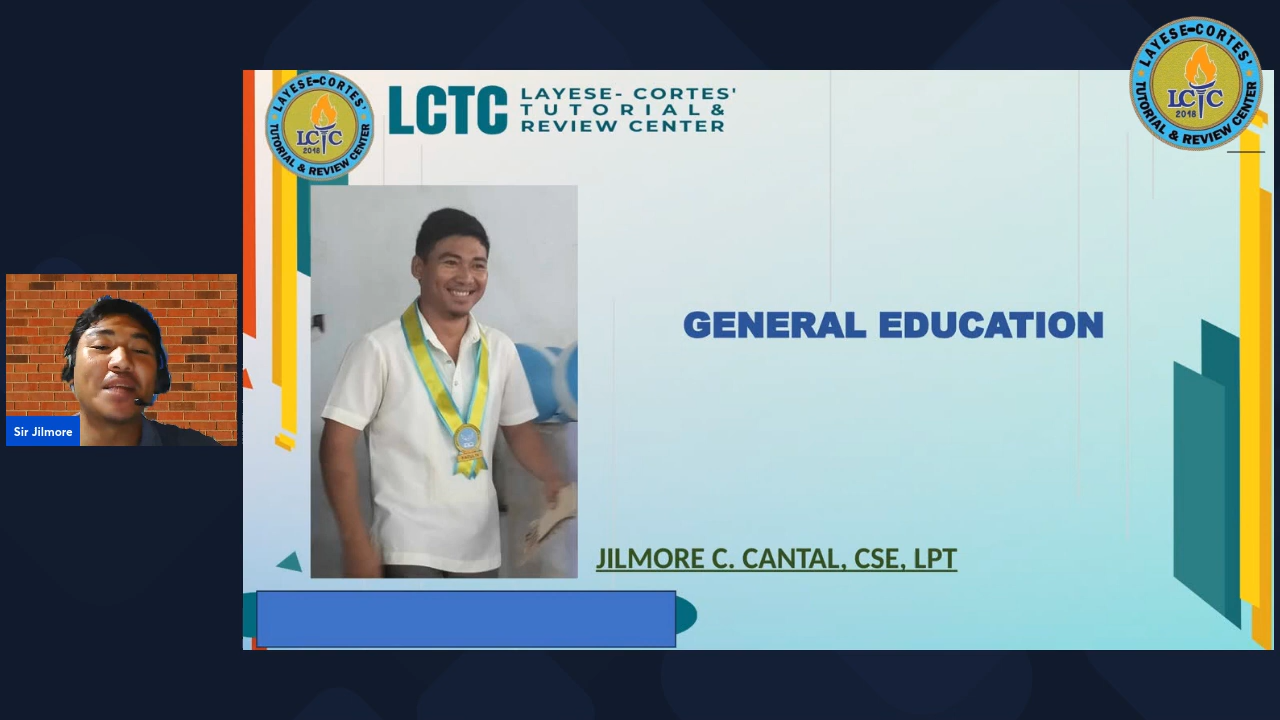 LAYESE-CORTES'
TUTORIAL & REVIEW CENTER
LCTC
2018
LCTC
LAYESE- CORTES'
TUTORIAL &
REVIEW CENTER
LAYESE-CORTES'
TUTORIAL & REVIEW CENTER
LCTC
2018
GENERAL EDUCATION
Sir Jilmore
JILMORE C. CANTAL, CSE, LPT